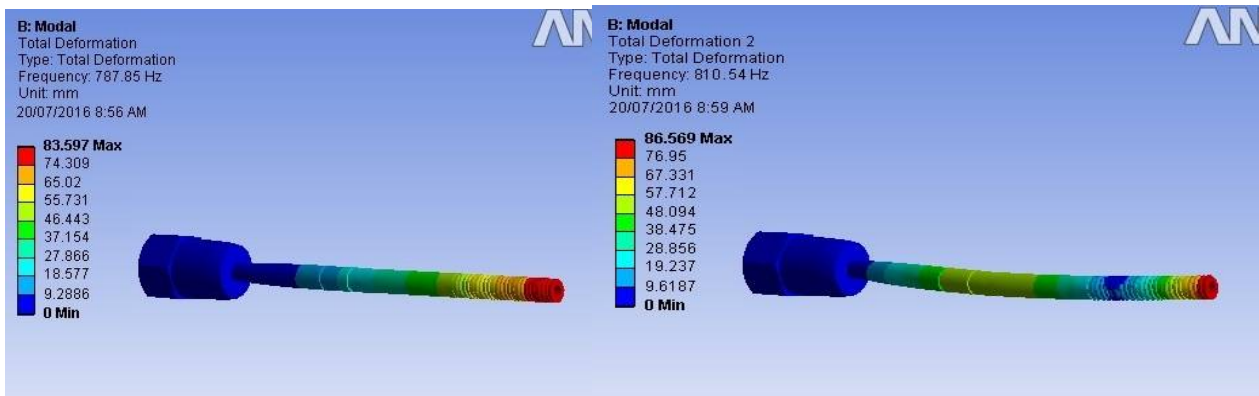 B: Modal
Total Deformation
Type: Total Deformation
Frequency: 787.85 Hz
Unit: mm
20/07/2016 8:56 AM
83.597 Max
74.309
65.02
55.731
46.443
37.154
27.866
18.577
9.2886
0 Min
AN
B: Modal
Total Deformation 2
Type: Total Deformation
Frequency: 810.54 Hz
Unit: mm
20/07/2016 8:59 AM
86.569 Max
76.95
67.331
57.712
48.094
38.475
28.856
19.237
9.6187
0 Min
AN